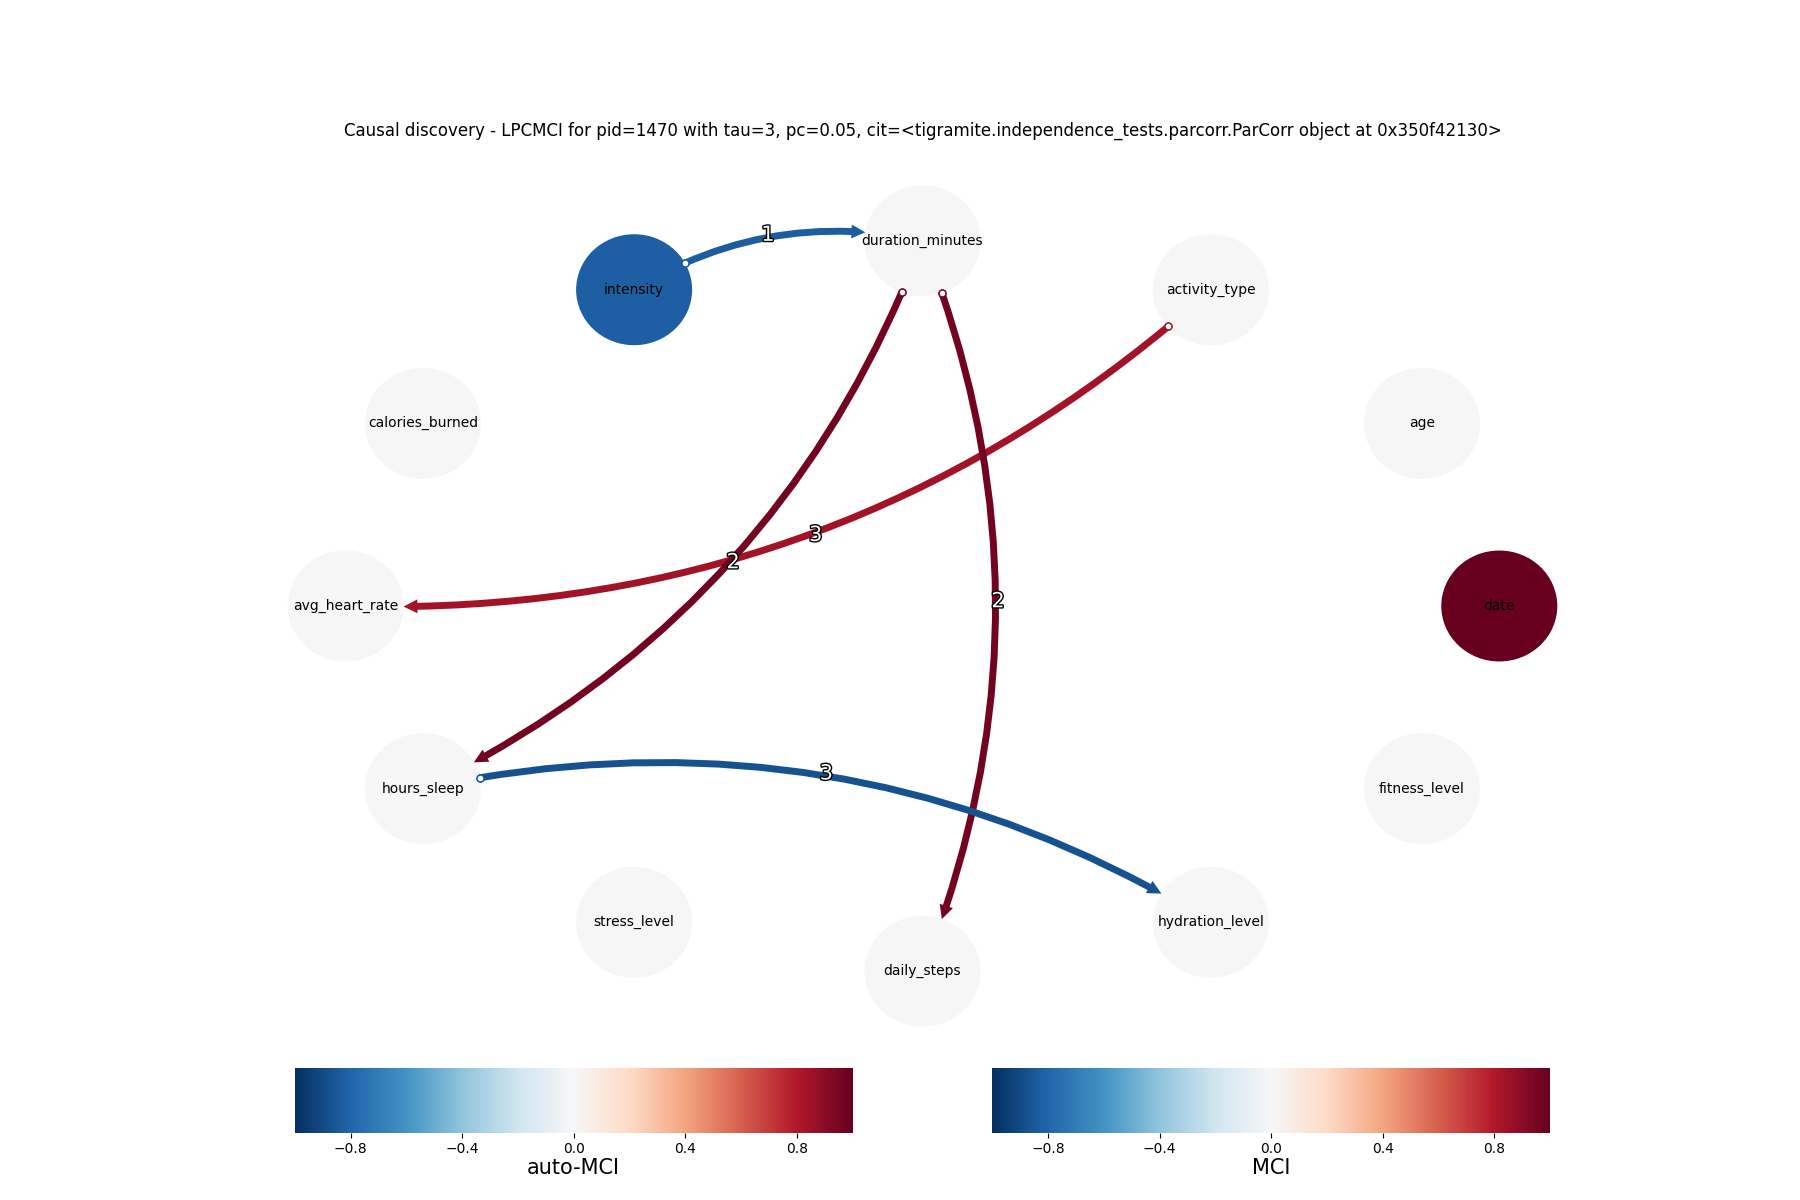 Causal discovery - LPCMCI for pid=1470 with tau=3, pc=0.05, cit=<tigramite.independence_tests.parcorr.ParCorr object at 0x350f42130>
duration_minutes
1
intensity
activity_type
calories_burned
age
3
2
avg_heart_rate
2
date
hours_sleep
3
fitness_level
stress_level
hydration_level
daily_steps
−0.8 −0.4 0.0 0.4 0.8
auto-MCI
−0.8 −0.4 0.0 0.4 0.8
MCI